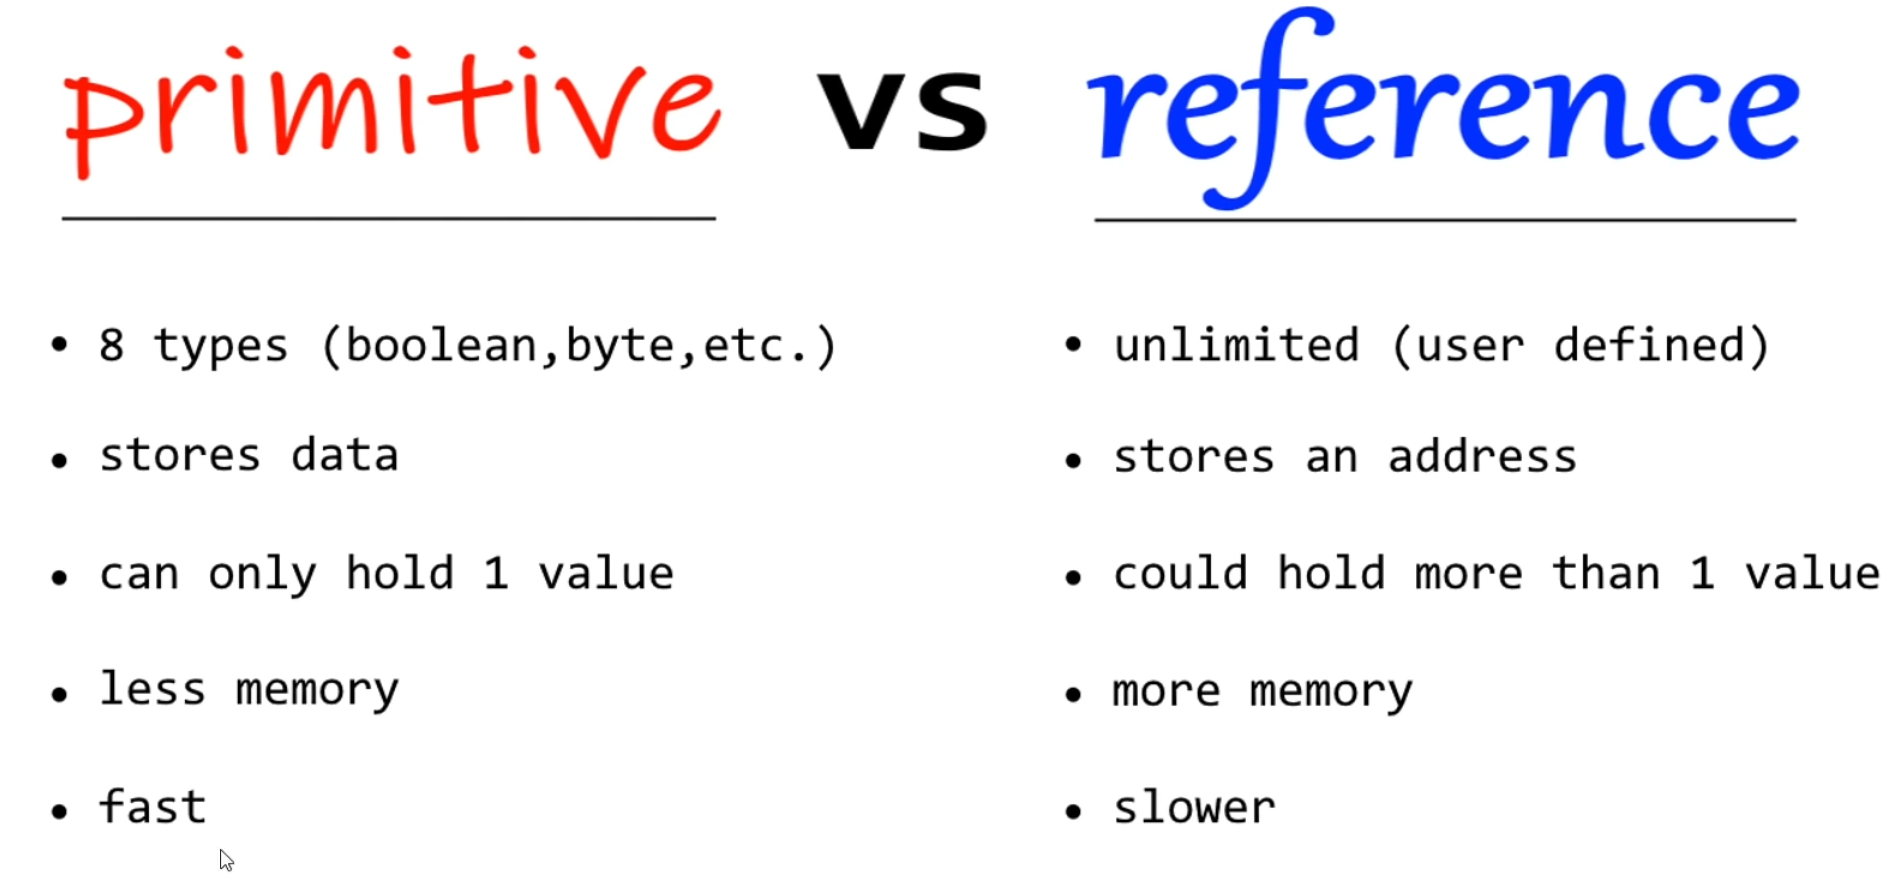 primitive vs reference
• 8 types (boolean,byte,etc.)
• stores data
• can only hold 1 value
• less memory
• fast
• unlimited (user defined)
• stores an address
• could hold more than 1 value
• more memory
• slower